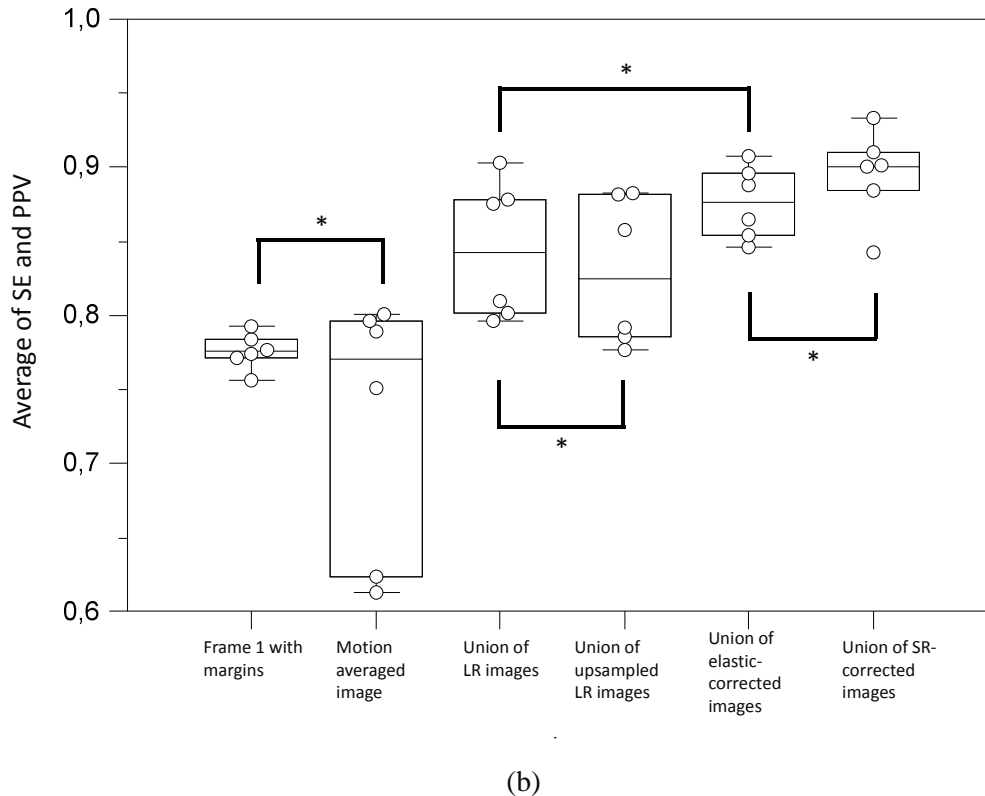 1,0
0,9
0,8
0,7
0,6
Average of SE and PPV
*
*
*
*
Frame 1 with
margins
Motion
averaged
image
Union of
LR images
Union of
upsampled
LR images
Union of
elastic-
corrected
images
Union of SR-
corrected
images
(b)